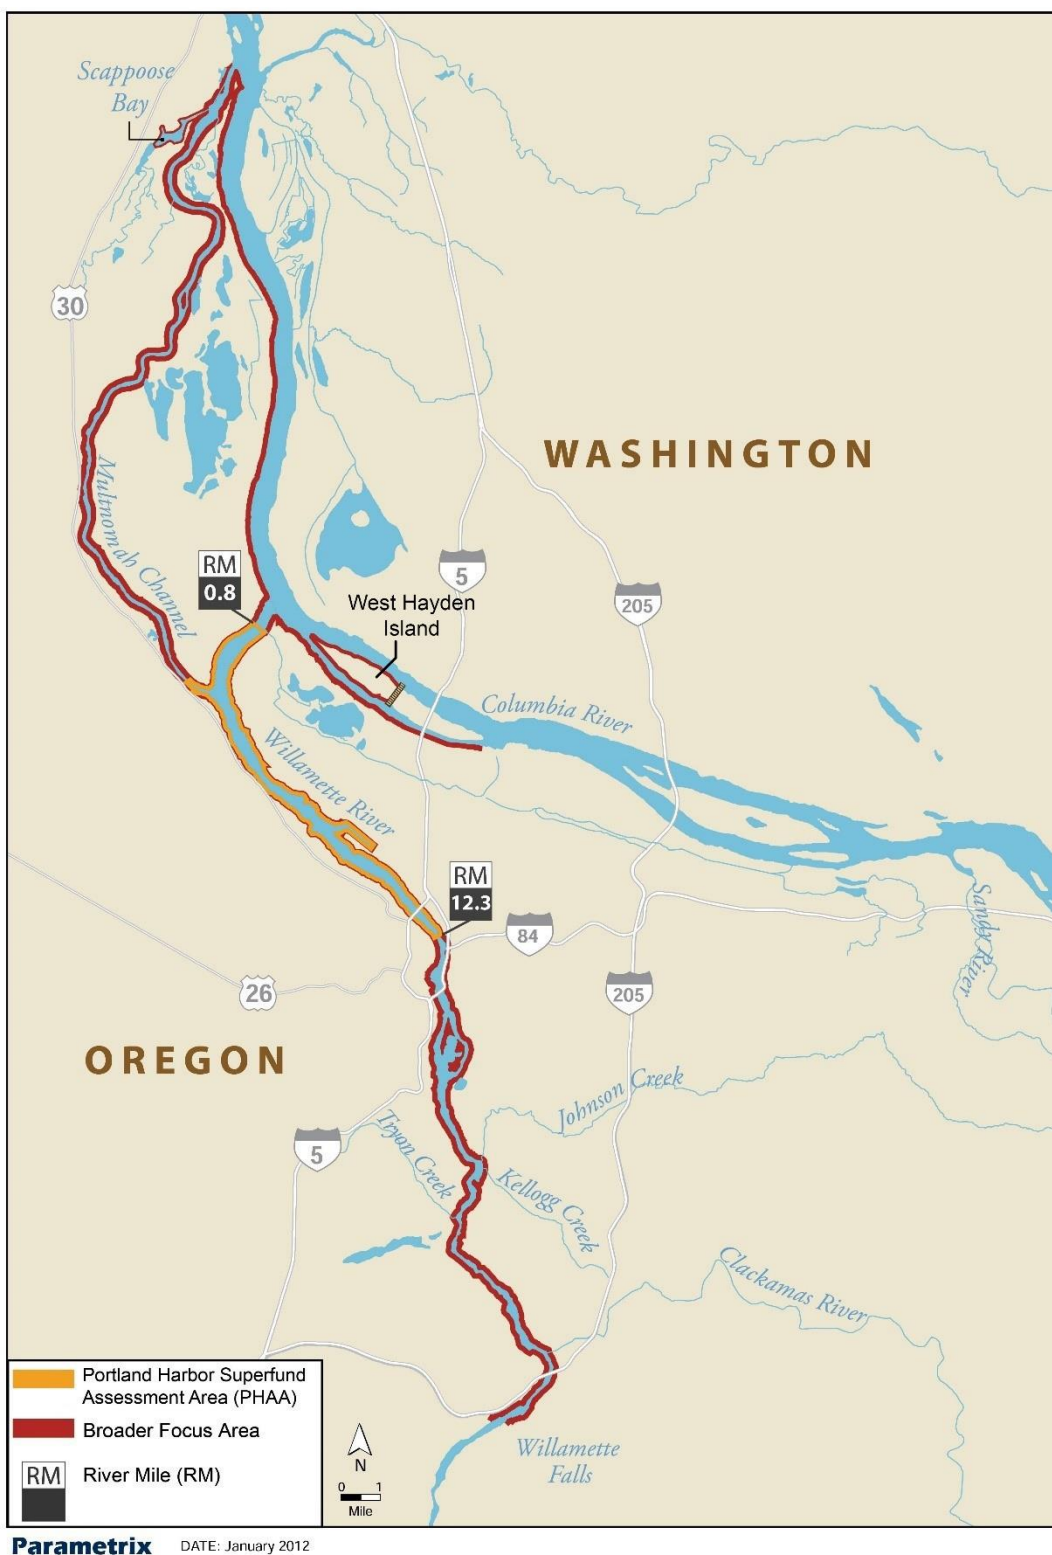 Scappoose
Bay
30
WASHINGTON
Multnomah Channel
RM
0.8
5
205
West Hayden
Island
Columbia River
Willamette River
RM
12.3
84
Sandy River
26
205
OREGON
Johnson Creek
5
Tryon Creek
Kellogg Creek
Clackamas River
Willamette
Falls
Portland Harbor Superfund
Assessment Area (PHAA)
Broader Focus Area
RM
River Mile (RM)
N
0 1
Mile
Parametrix DATE: January 2012